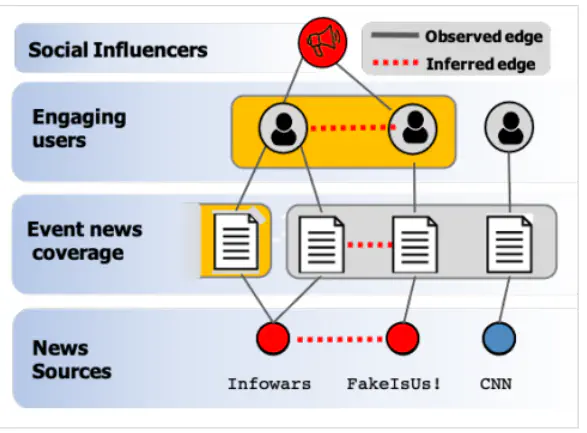 Social Influencers
Observed edge
Inferred edge
Engaging
users
Event news
coverage
News
Sources
Infowars
FakeIsUs!
CNN